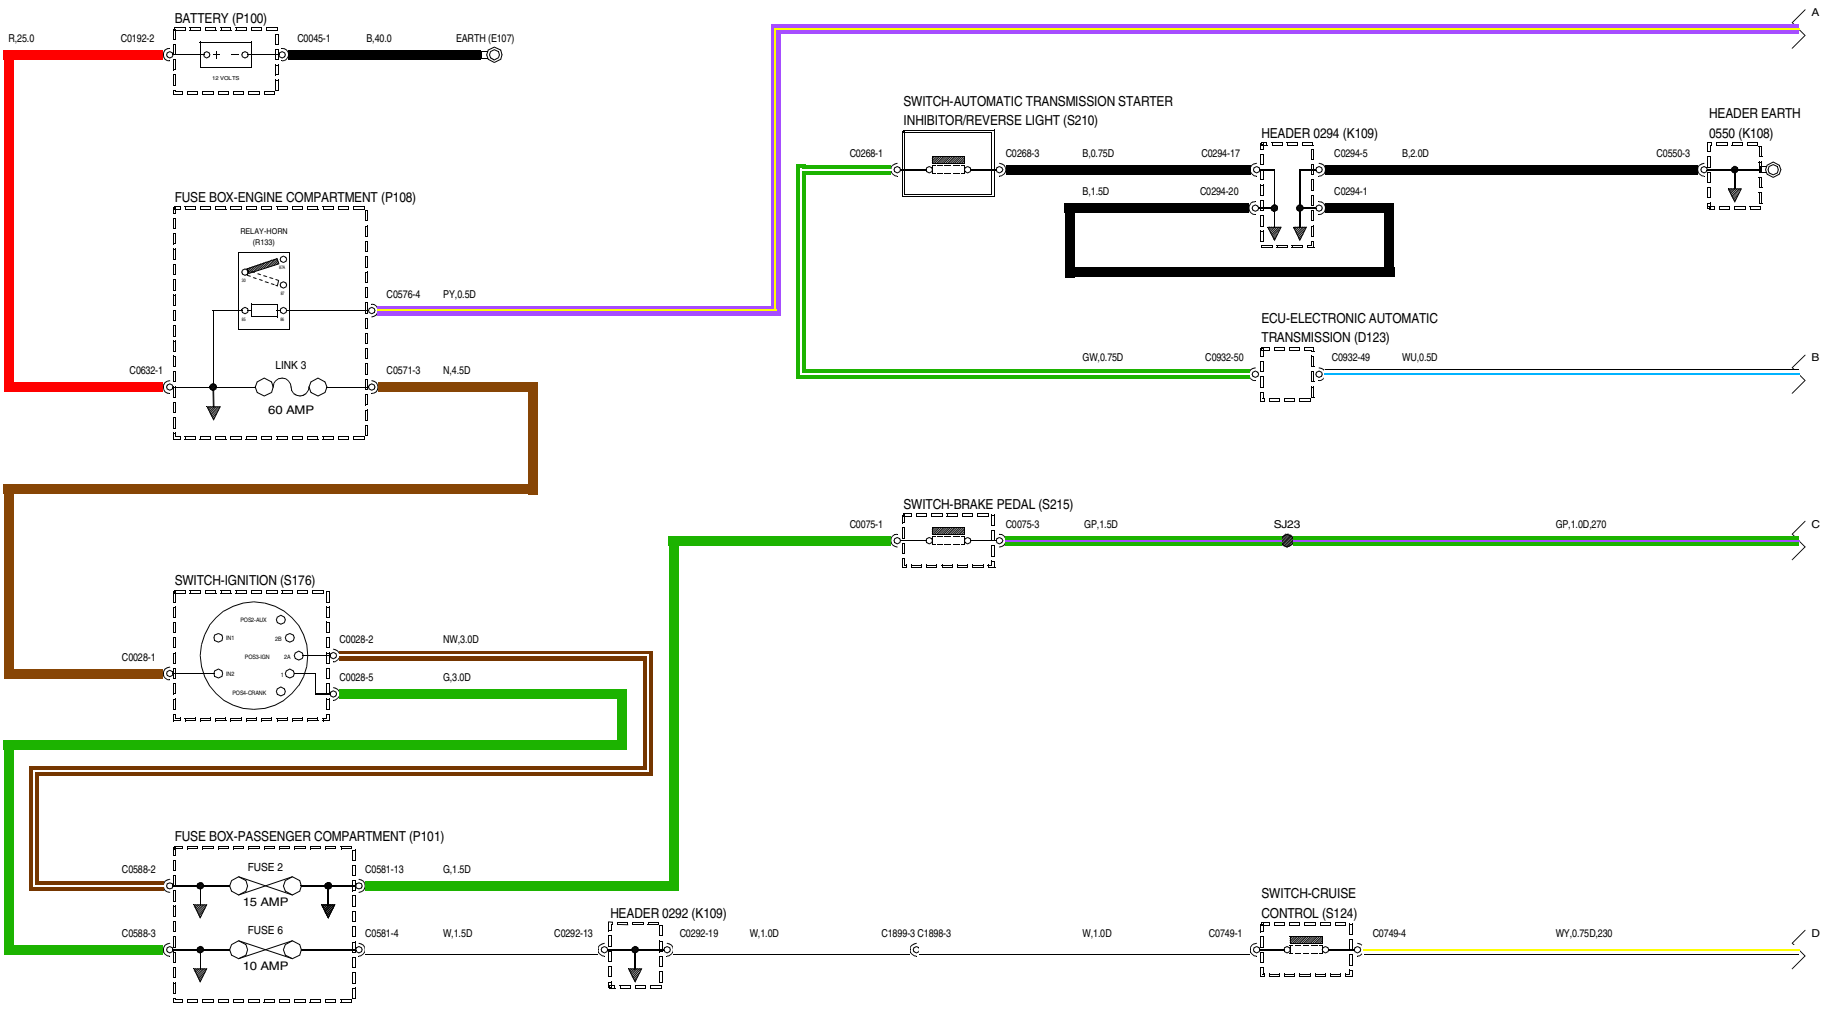 BATTERY (P100)
A
R,25.0
C0192-2
C0045-1
B,40.0
EARTH (E107)
+ −
12 VOLTS
SWITCH-AUTOMATIC TRANSMISSION STARTER
INHIBITOR/REVERSE LIGHT (S210)
HEADER 0294 (K109)
HEADER EARTH
0550 (K108)
C0268-1
C0268-3
B,0.75D
C0294-17
C0294-5
B,2.0D
C0550-3
B,1.5D
C0294-20
C0294-1
FUSE BOX-ENGINE COMPARTMENT (P108)
RELAY-HORN
(R133)
87A
30
87
85
86
C0576-4
PY,0.5D
ECU-ELECTRONIC AUTOMATIC
TRANSMISSION (D123)
GW,0.75D
C0932-50
C0932-49
WU,0.5D
B
C0632-1
LINK 3
60 AMP
C0571-3
N,4.5D
SWITCH-BRAKE PEDAL (S215)
C0075-1
C0075-3
GP,1.5D
SJ23
GP,1.0D,270
C
SWITCH-IGNITION (S176)
POS2-AUX
IN1
2B
POS3-IGN
2A
IN2
1
POS4-CRANK
C0028-1
C0028-2
NW,3.0D
C0028-5
G,3.0D
FUSE BOX-PASSENGER COMPARTMENT (P101)
C0588-2
FUSE 2
15 AMP
C0581-13
G,1.5D
C0588-3
FUSE 6
10 AMP
C0581-4
W,1.5D
HEADER 0292 (K109)
C0292-13
C0292-19
W,1.0D
C1899-3 C1898-3
W,1.0D
SWITCH-CRUISE
CONTROL (S124)
C0749-1
C0749-4
WY,0.75D,230
D